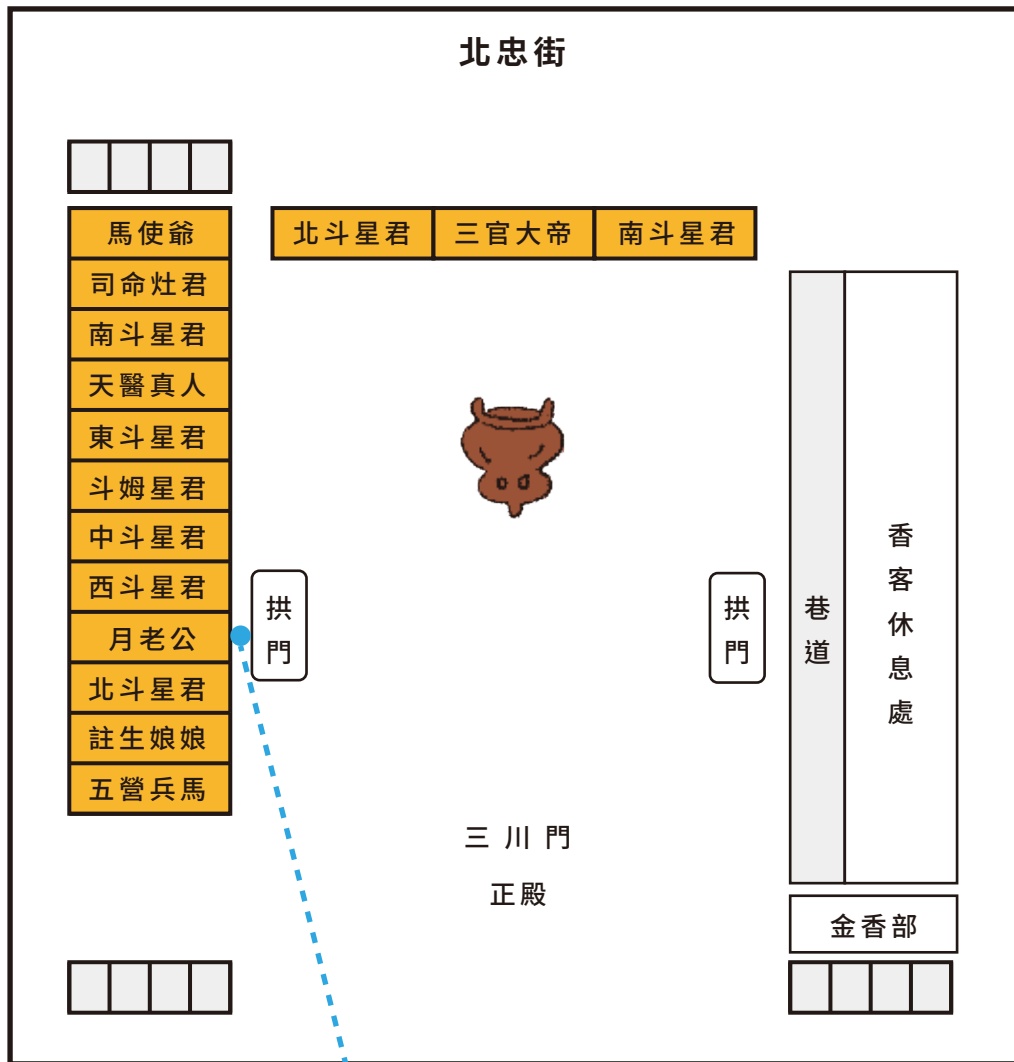 北忠街
馬使爺
北斗星君 三官大帝 南斗星君
司命灶君
南斗星君
天醫真人
東斗星君
斗姆星君
中斗星君
西斗星君
月老公
北斗星君
註生娘娘
五營兵馬
拱門
拱門
巷道
香客休息處
三川門
正殿
金香部